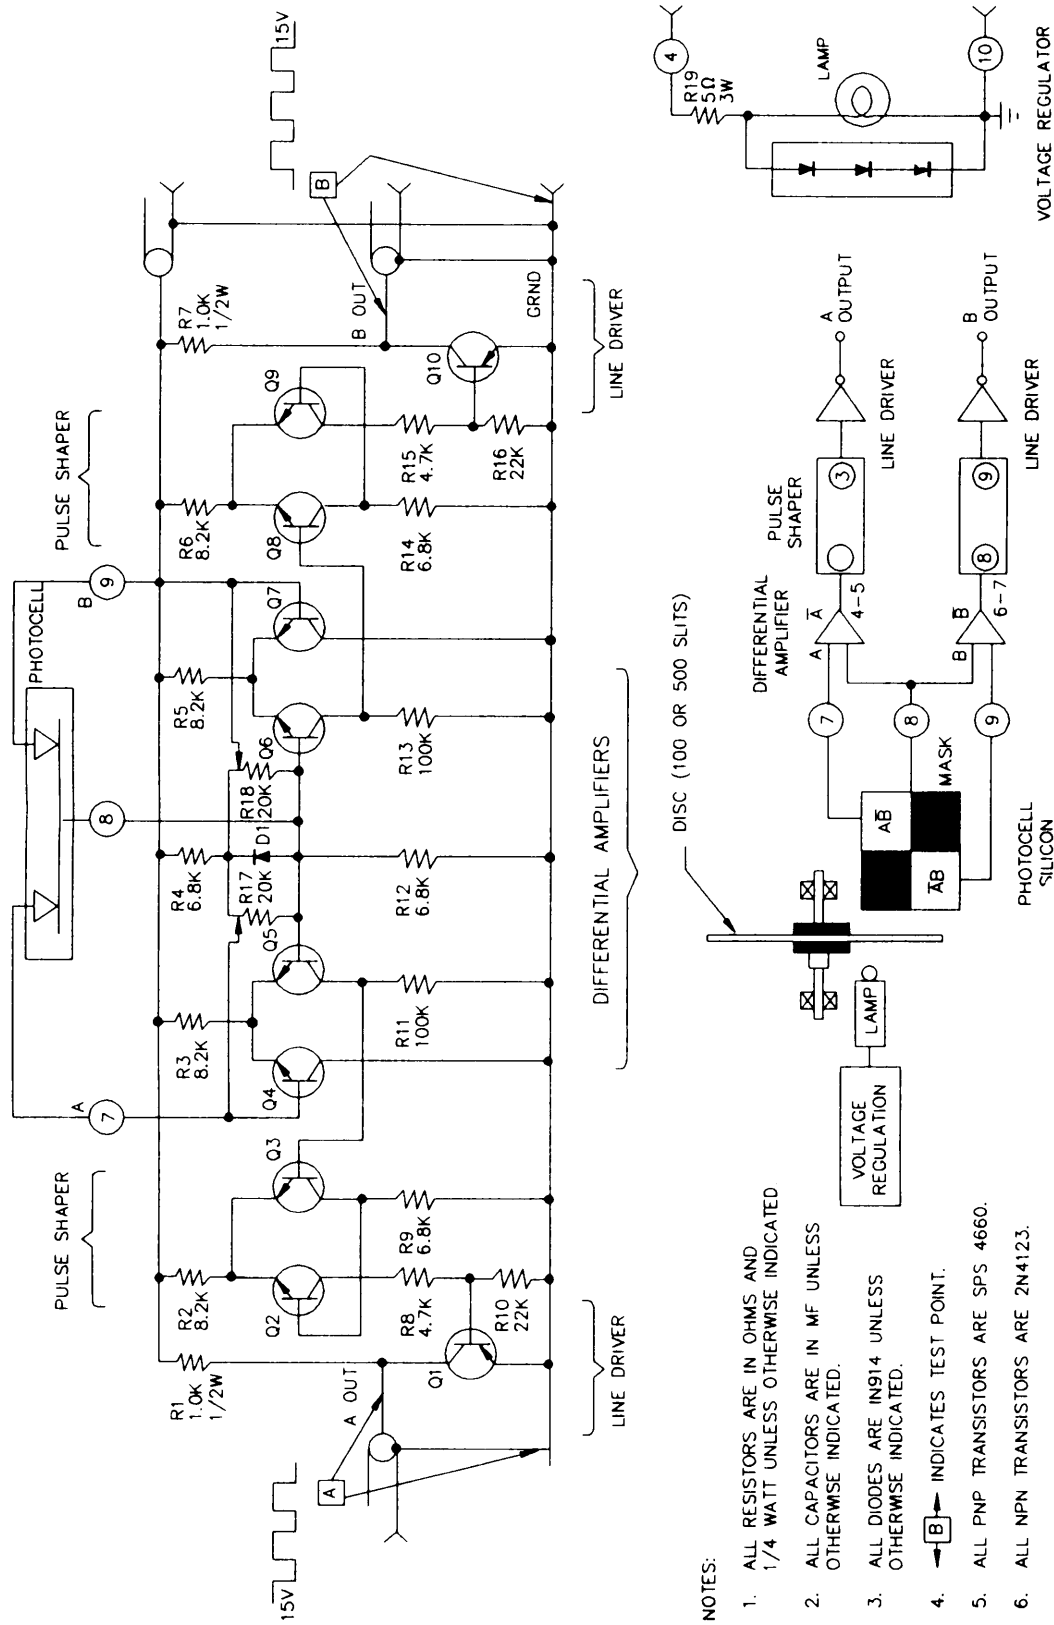 PULSE SHAPER
PHOTOCELL
PULSE SHAPER
A
7
8
B
9
15V
R1
1.0K
1/2W
R2
8.2K
R3
8.2K
R4
6.8K
R5
8.2K
R6
8.2K
R7
1.0K
1/2W
15V
A
A OUT
Q1
Q2
Q3
Q4
Q5
R17
20K
D1
R18
20K
Q6
Q7
Q8
Q9
Q10
B OUT
B
R8
4.7K
R9
6.8K
R10
22K
R11
100K
R12
6.8K
R13
100K
R14
6.8K
R15
4.7K
R16
22K
GRND
LINE DRIVER
DIFFERENTIAL AMPLIFIERS
LINE DRIVER
NOTES:
1. ALL RESISTORS ARE IN OHMS AND
1/4 WATT UNLESS OTHERWISE INDICATED
2. ALL CAPACITORS ARE IN MF UNLESS
OTHERWISE INDICATED.
3. ALL DIODES ARE IN914 UNLESS
OTHERWISE INDICATED.
4. B INDICATES TEST POINT.
5. ALL PNP TRANSISTORS ARE SPS 4660.
6. ALL NPN TRANSISTORS ARE 2N4123.
DISC (100 OR 500 SLITS)
VOLTAGE
REGULATION
LAMP
A̅B
A̅B
MASK
PHOTOCELL
SILICON
7
8
9
DIFFERENTIAL
AMPLIFIER
A
A̅
4-5
B
B̅
6-7
PULSE
SHAPER
3
8
9
LINE DRIVER
LINE DRIVER
A
OUTPUT
B
OUTPUT
4
R19
5Ω
3W
LAMP
10
VOLTAGE REGULATOR